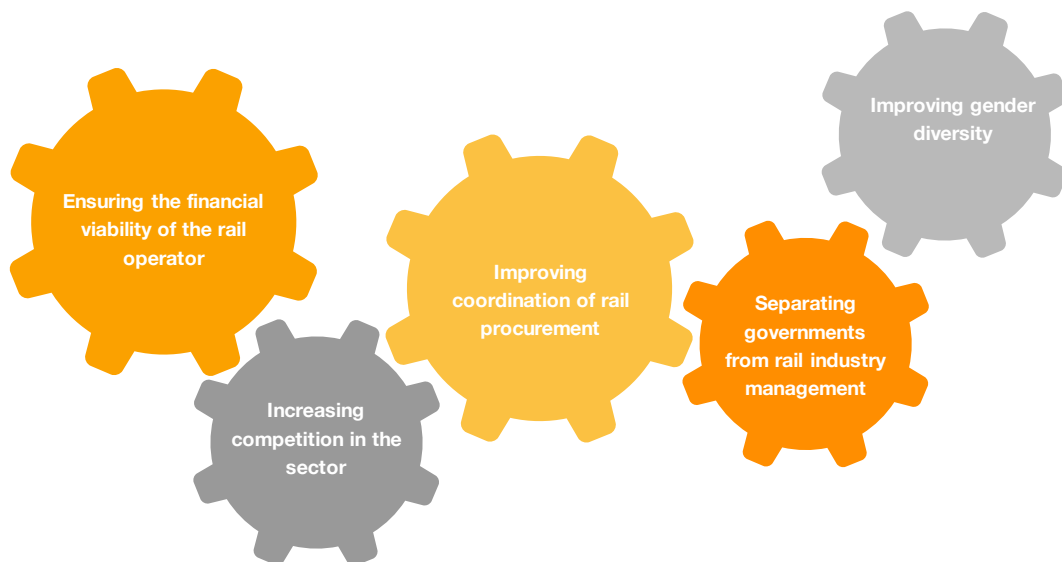 Ensuring the financial
viability of the rail
operator
Increasing
competition in the
sector
Improving
coordination of rail
procurement
Separating
governments
from rail industry
management
Improving gender
diversity